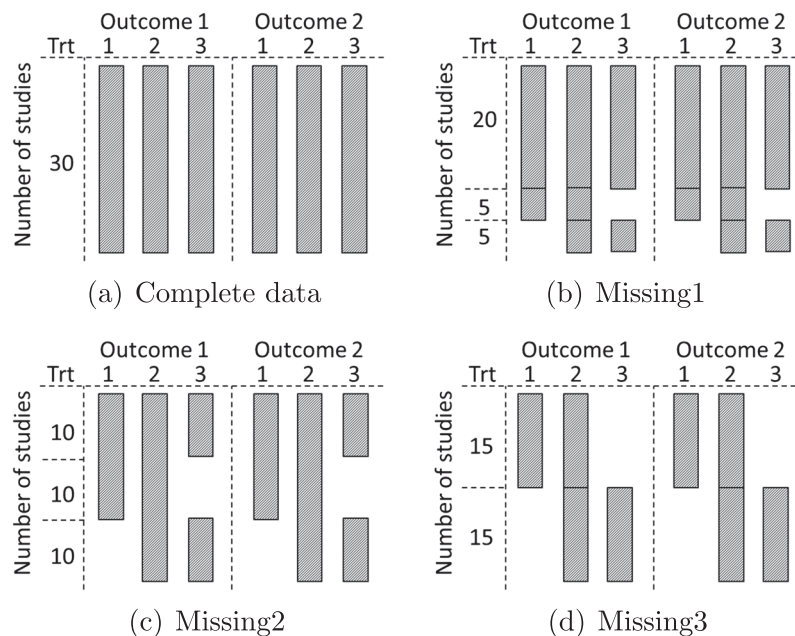 Outcome 1 Outcome 2
Trt 1 2 3 1 2 3
Number of studies
30
(a) Complete data
Outcome 1 Outcome 2
Trt 1 2 3 1 2 3
Number of studies
20
5
5
(b) Missing1
Outcome 1 Outcome 2
Trt 1 2 3 1 2 3
Number of studies
10
10
10
(c) Missing2
Outcome 1 Outcome 2
Trt 1 2 3 1 2 3
Number of studies
15
15
(d) Missing3